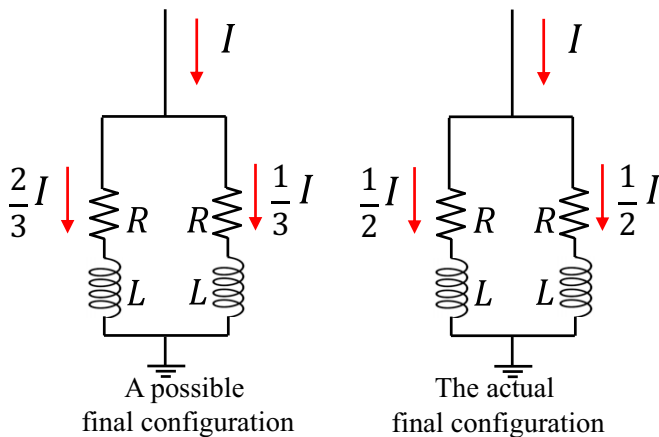 I I
2/3 I 1/3 I 1/2 I 1/2 I
R R R R
L L L L
A possible The actual
final configuration final configuration